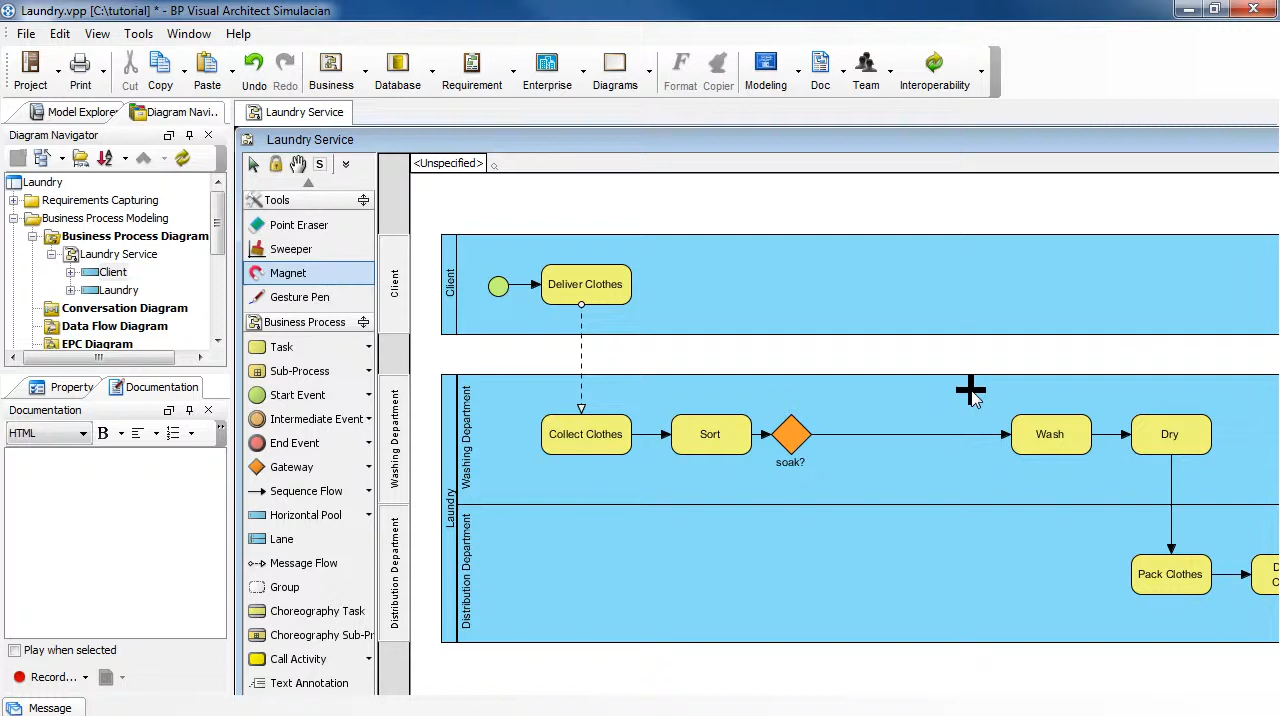 Laundry.vpp [C:\tutorial] * - BP Visual Architect Simulacian
File Edit View Tools Window Help
Project Print Cut Copy Paste Undo Redo Business Database Requirement Enterprise Diagrams Format Copier Modeling Doc Team Interoperability
Model Explorer Diagram Navi.. Laundry Service
Diagram Navigator
Laundry Service
<Unspecified>
S
Laundry
Requirements Capturing
Business Process Modeling
Business Process Diagram
Laundry Service
Client
Laundry
Conversation Diagram
Data Flow Diagram
EPC Diagram
Property Documentation
Documentation
HTML B
Play when selected
Record...
Message
Tools
Point Eraser
Sweeper
Magnet
Gesture Pen
Business Process
Task
Sub-Process
Start Event
Intermediate Event
End Event
Gateway
Sequence Flow
Horizontal Pool
Lane
Message Flow
Group
Choreography Task
Choreography Sub-Pr
Call Activity
Text Annotation
Client
Washing Department
Distribution Department
Client
Deliver Clothes
Laundry
Washing Department
Collect Clothes
Sort
soak?
Wash
Dry
Distribution Department
Pack Clothes
D
C